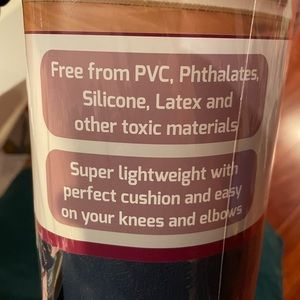 Free from PVC, Phthalates,
Silicone, Latex and
other toxic materials
Super lightweight with
perfect cushion and easy
on your knees and elbows